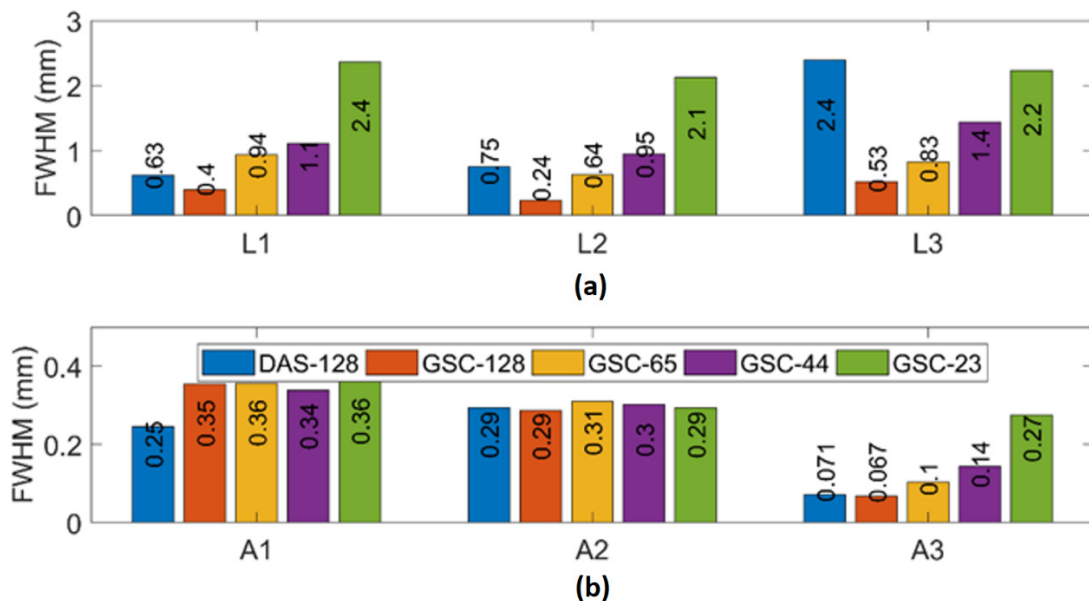 3
2
1
0
FWHM (mm)
0.63 0.4 0.94 1.1 2.4 0.75 0.24 0.64 0.95 2.1 2.4 0.53 0.83 1.4 2.2
L1 L2 L3
(a)
0.4
0.2
0
FWHM (mm)
DAS-128 GSC-128 GSC-65 GSC-44 GSC-23
0.25 0.35 0.36 0.34 0.36 0.29 0.29 0.31 0.3 0.29 0.071 0.067 0.1 0.14 0.27
A1 A2 A3
(b)